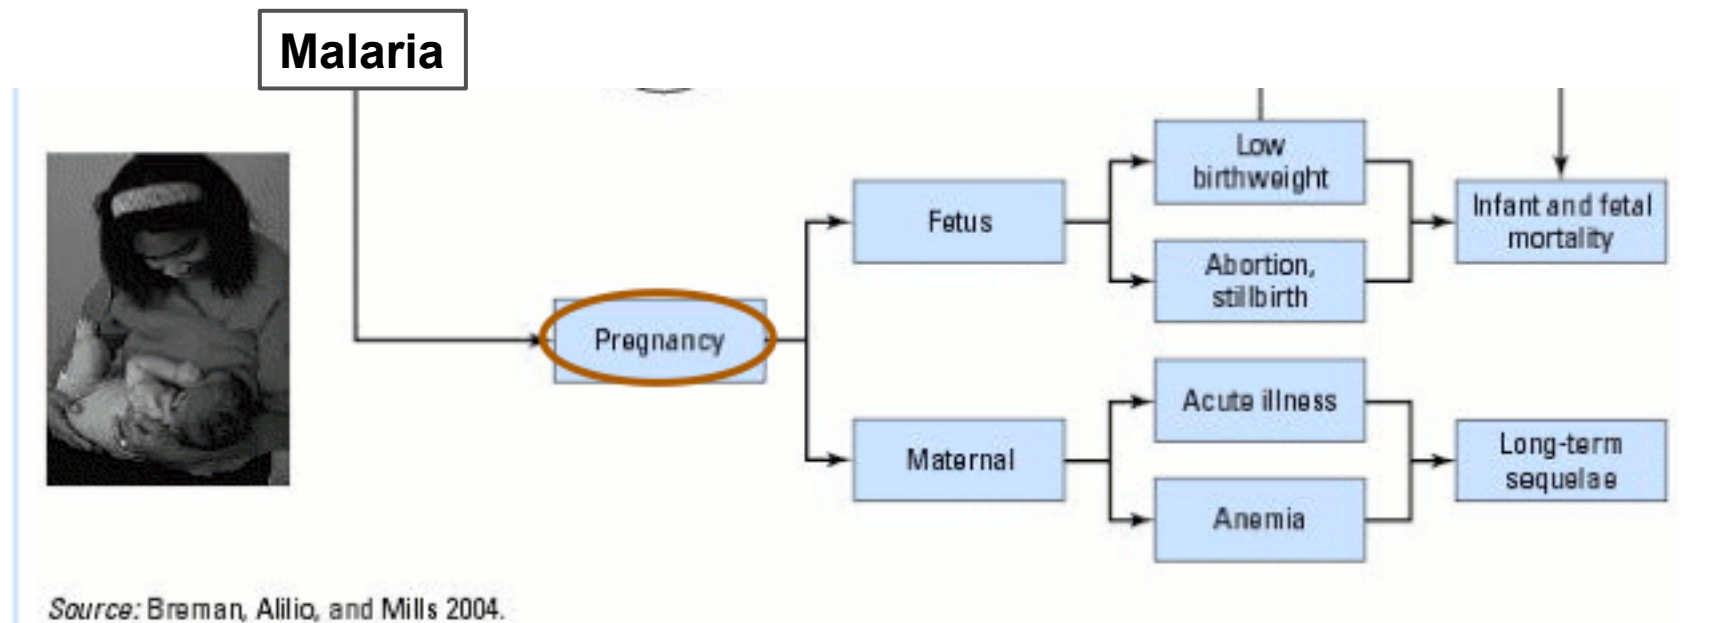 Malaria
Low
birthweight
Fetus
Infant and fetal
mortality
Abortion,
stillbirth
Pregnancy
Acute illness
Maternal
Long-term
sequelae
Anemia
Source: Breman, Alilio, and Mills 2004.